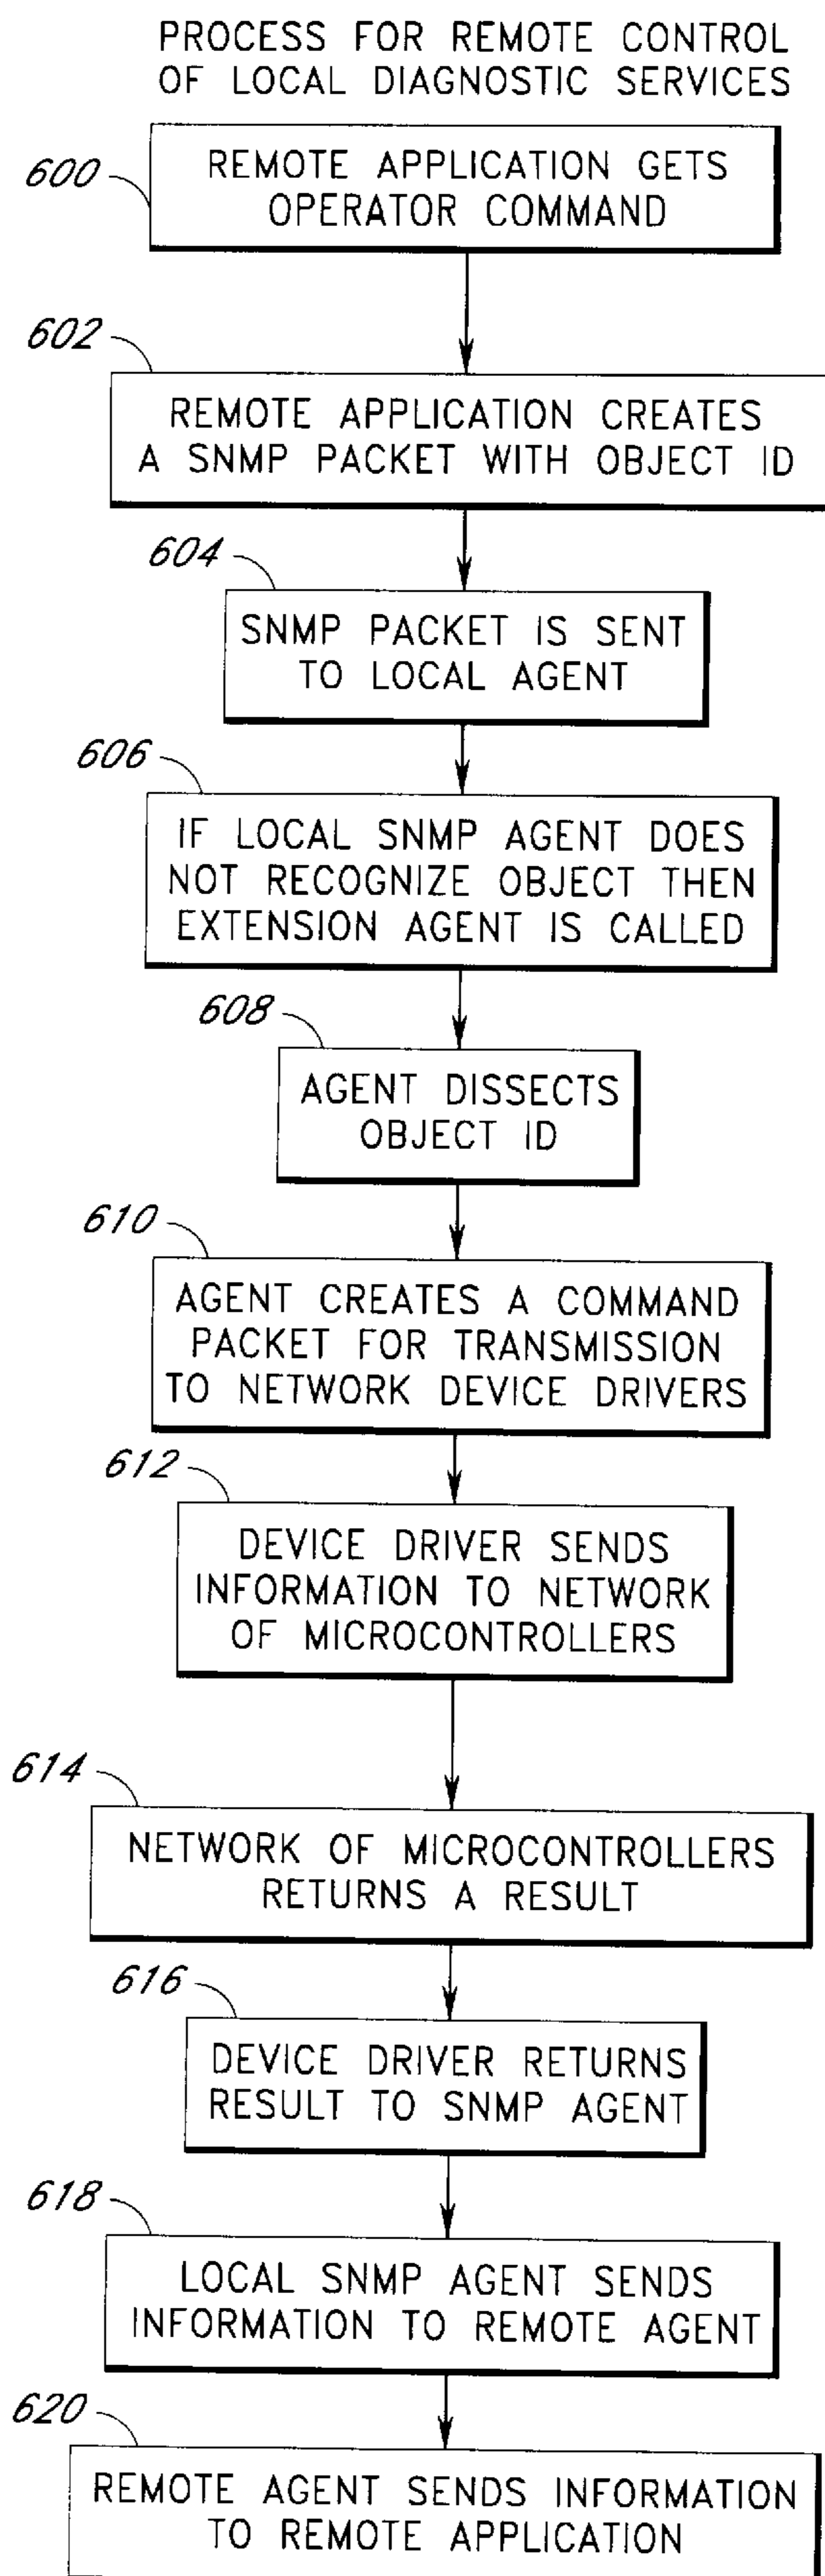 PROCESS FOR REMOTE CONTROL
OF LOCAL DIAGNOSTIC SERVICES
600
REMOTE APPLICATION GETS
OPERATOR COMMAND
602
REMOTE APPLICATION CREATES
A SNMP PACKET WITH OBJECT ID
604
SNMP PACKET IS SENT
TO LOCAL AGENT
606
IF LOCAL SNMP AGENT DOES
NOT RECOGNIZE OBJECT THEN
EXTENSION AGENT IS CALLED
608
AGENT DISSECTS
OBJECT ID
610
AGENT CREATES A COMMAND
PACKET FOR TRANSMISSION
TO NETWORK DEVICE DRIVERS
612
DEVICE DRIVER SENDS
INFORMATION TO NETWORK
OF MICROCONTROLLERS
614
NETWORK OF MICROCONTROLLERS
RETURNS A RESULT
616
DEVICE DRIVER RETURNS
RESULT TO SNMP AGENT
618
LOCAL SNMP AGENT SENDS
INFORMATION TO REMOTE AGENT
620
REMOTE AGENT SENDS INFORMATION
TO REMOTE APPLICATION